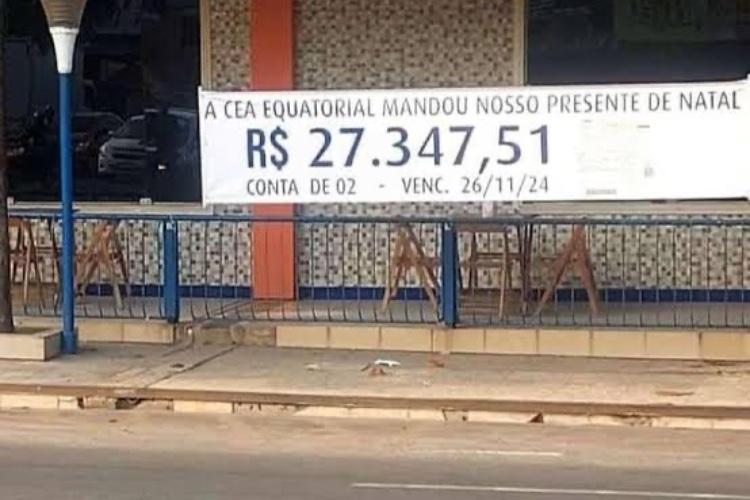 A CEA EQUATORIAL MANDOU NOSSO PRESENTE DE NATAL
R$ 27.347,51
CONTA DE 02 - VENC. 26/11/24